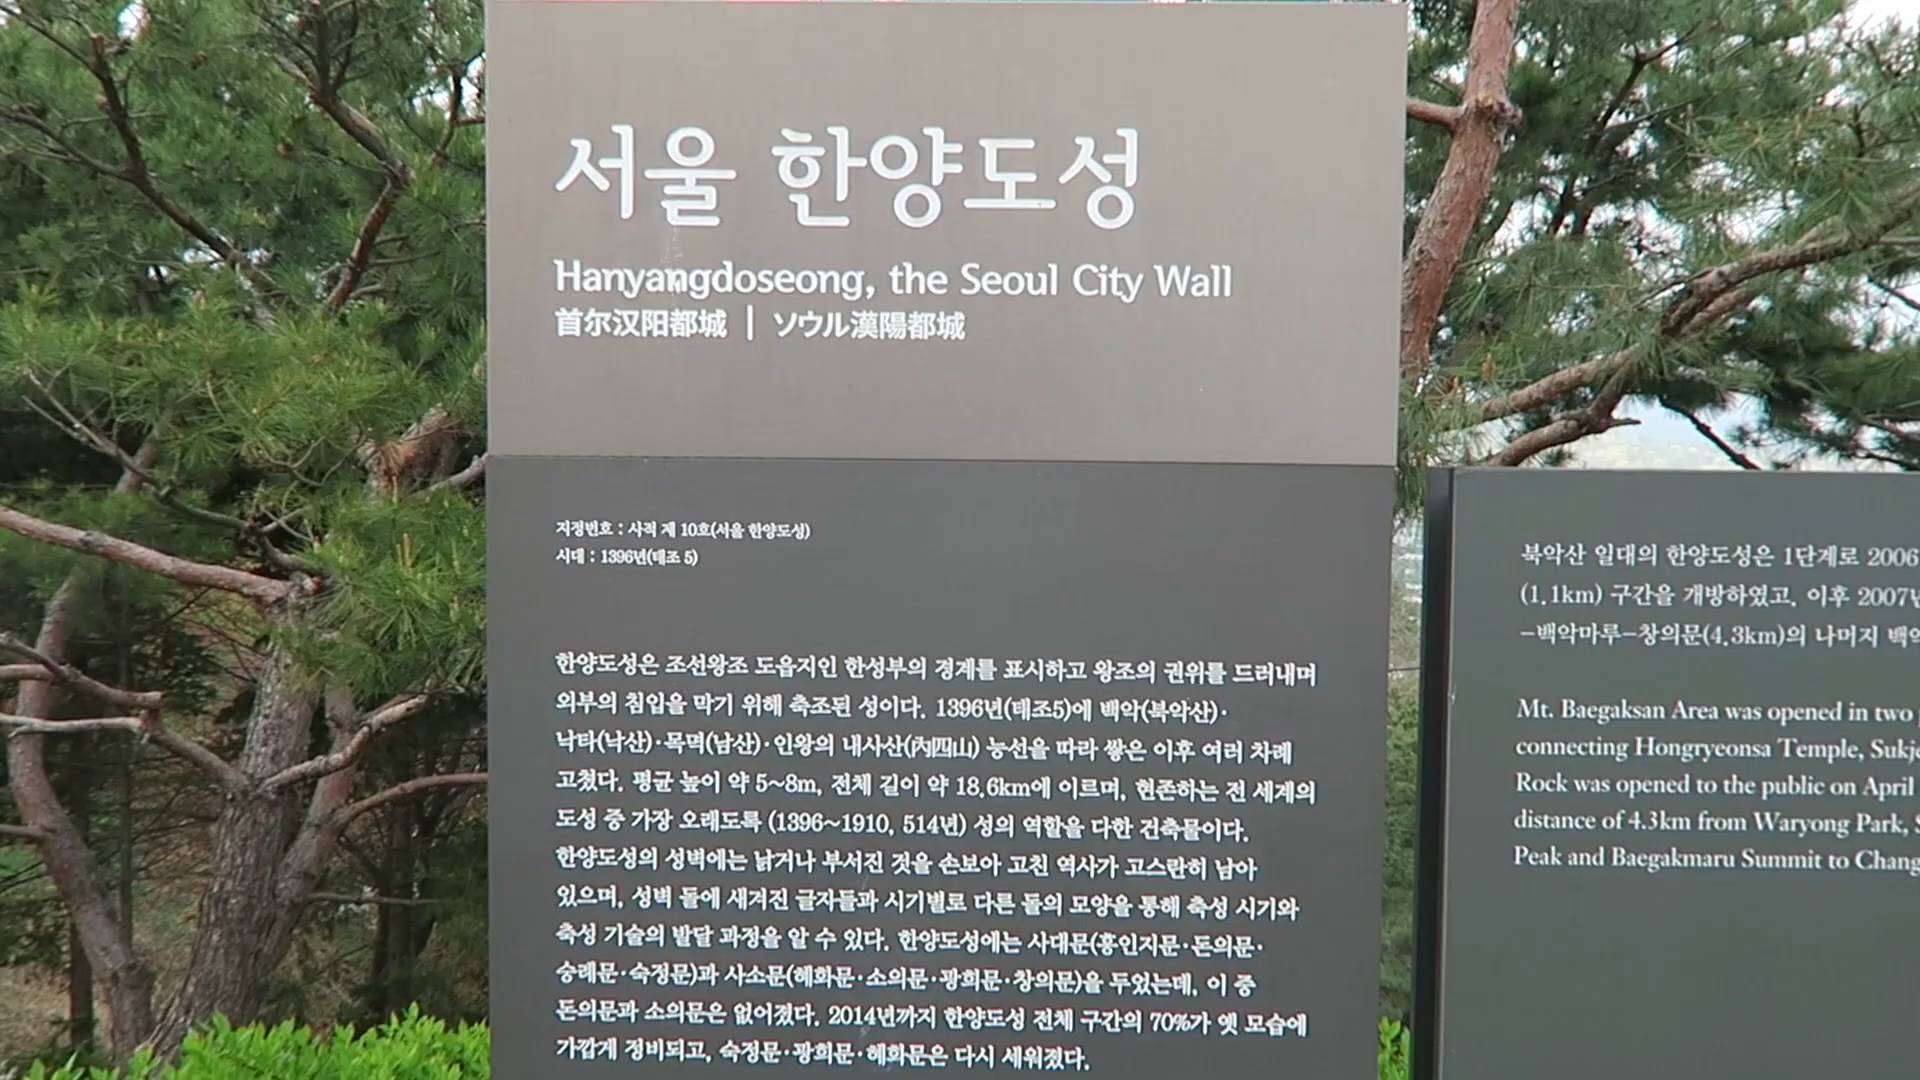 서울 한양도성
Hanyangdoseong, the Seoul City Wall
首尔汉阳都城 | ソウル漢陽都城
지정번호 : 사적 제 10호(서울 한양도성)
시대 : 1396년(태조 5)
한양도성은 조선왕조 도읍지인 한성부의 경계를 표시하고 왕조의 권위를 드러내며
외부의 침입을 막기 위해 축조된 성이다. 1396년(태조5)에 백악(북악산)·
낙타(낙산)·목멱(남산)·인왕의 내사산(內四山) 능선을 따라 쌓은 이후 여러 차례
고쳤다. 평균 높이 약 5~8m, 전체 길이 약 18.6km에 이르며, 현존하는 전 세계의
도성 중 가장 오래도록 (1396~1910, 514년) 성의 역할을 다한 건축물이다.
한양도성의 성벽에는 낡거나 부서진 것을 손보아 고친 역사가 고스란히 남아
있으며, 성벽 돌에 새겨진 글자들과 시기별로 다른 돌의 모양을 통해 축성 시기와
축성 기술의 발달 과정을 알 수 있다. 한양도성에는 사대문(흥인지문·돈의문·
숭례문·숙정문)과 사소문(혜화문·소의문·광희문·창의문)을 두었는데, 이 중
돈의문과 소의문은 없어졌다. 2014년까지 한양도성 전체 구간의 70%가 옛 모습에
가깝게 정비되고, 숙정문·광희문·혜화문은 다시 세워졌다.
북악산 일대의 한양도성은 1단계로 2006
(1.1km) 구간을 개방하였고, 이후 2007년
-백악마루-창의문(4.3km)의 나머지 백악
Mt. Baegaksan Area was opened in two
connecting Hongryeonsa Temple, Sukj
Rock was opened to the public on April
distance of 4.3km from Waryong Park,
Peak and Baegakmaru Summit to Chang